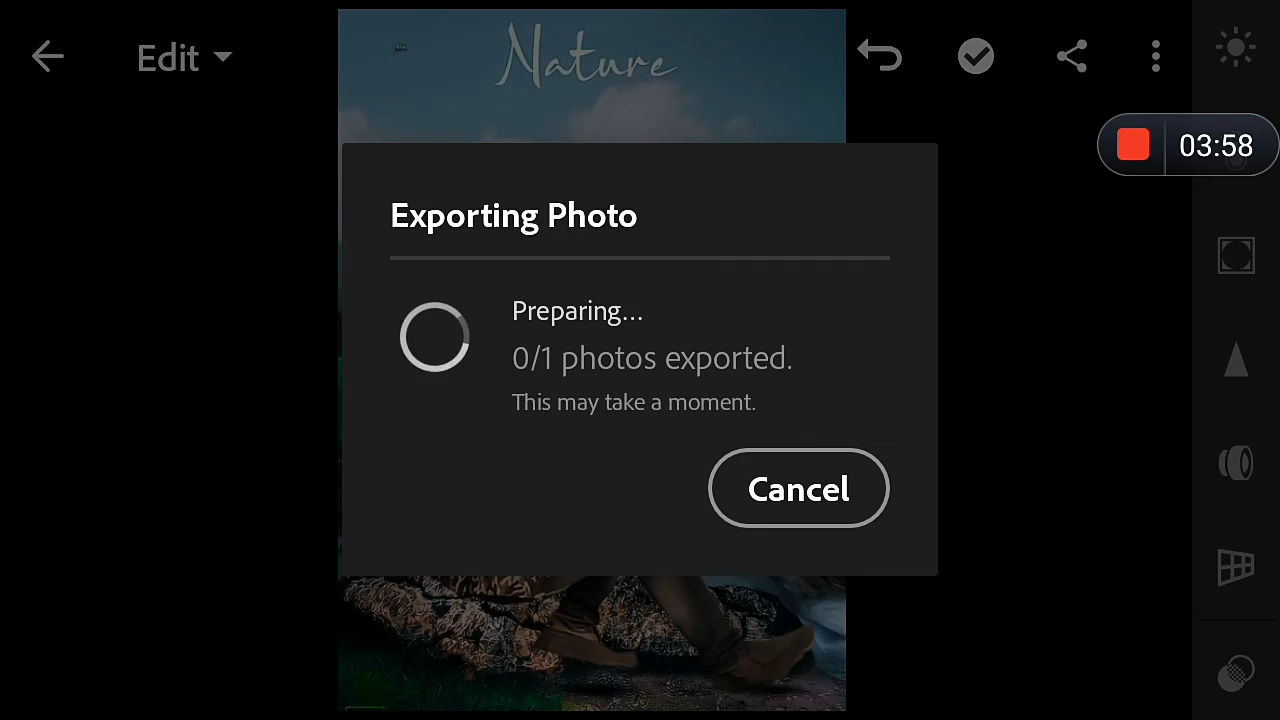 Edit
Nature
03:58
Exporting Photo
Preparing...
0/1 photos exported.
This may take a moment.
Cancel